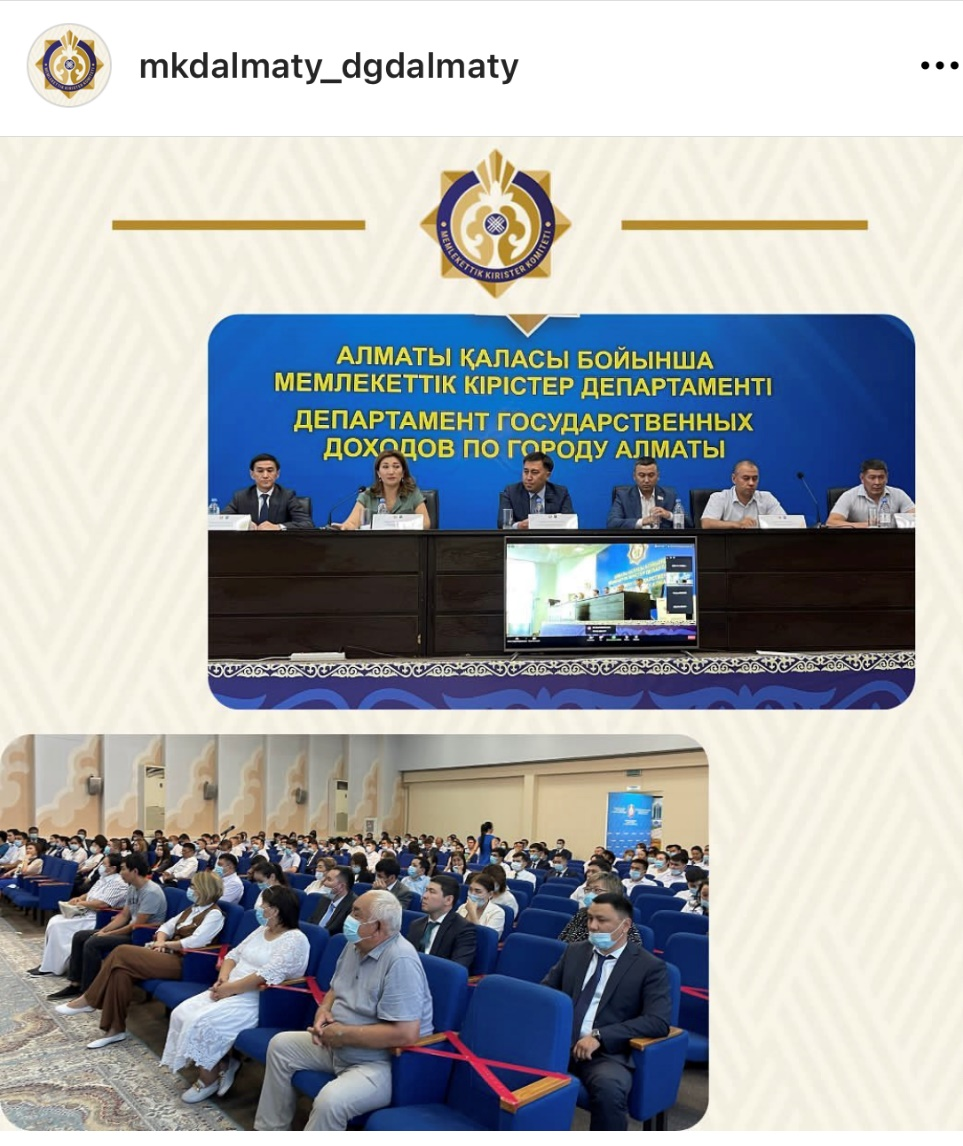 mkdalmaty_dgdalmaty
MEMLEKETTIK KIRISTER KOMITETI
АЛМАТЫ ҚАЛАСЫ БОЙЫНША
МЕМЛЕКЕТТІК КІРІСТЕР ДЕПАРТАМЕНТІ
ДЕПАРТАМЕНТ ГОСУДАРСТВЕННЫХ
ДОХОДОВ ПО ГОРОДУ АЛМАТЫ